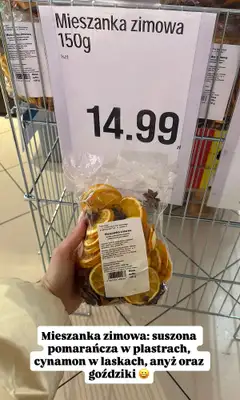 Mieszanka zimowa
150g
14.99
Mieszanka zimowa: suszona
pomarańcza w plastrach,
cynamon w laskach, anyż oraz
goździki 😀